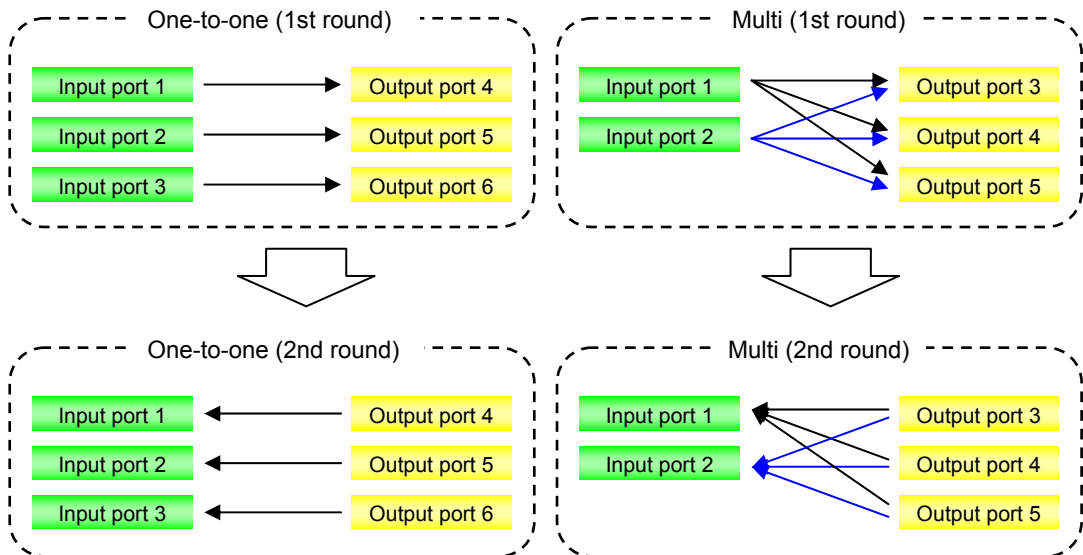 One-to-one (1st round)
Input port 1
Output port 4
Input port 2
Output port 5
Input port 3
Output port 6
Multi (1st round)
Input port 1
Output port 3
Input port 2
Output port 4
Output port 5
One-to-one (2nd round)
Input port 1
Output port 4
Input port 2
Output port 5
Input port 3
Output port 6
Multi (2nd round)
Input port 1
Output port 3
Input port 2
Output port 4
Output port 5